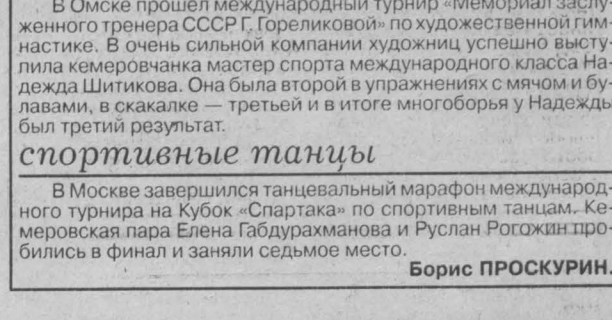 В Омске прошел международный турнир «Мемориал заслу-
женного тренера СССР Г. Гореликовой» по художественной гим-
настике. В очень сильной компании художниц успешно высту-
пила кемеровчанка мастер спорта международного класса На-
дежда Шитикова. Она была второй в упражнениях с мячом и бу-
лавами, в скакалке — третьей и в итоге многоборья у Надежды
был третий результат.
спортивные танцы
В Москве завершился танцевальный марафон международ-
ного турнира на Кубок «Спартака» по спортивным танцам. Ке-
меровская пара Елена Габдурахманова и Руслан Рогожин про-
бились в финал и заняли седьмое место.
Борис ПРОСКУРИН.